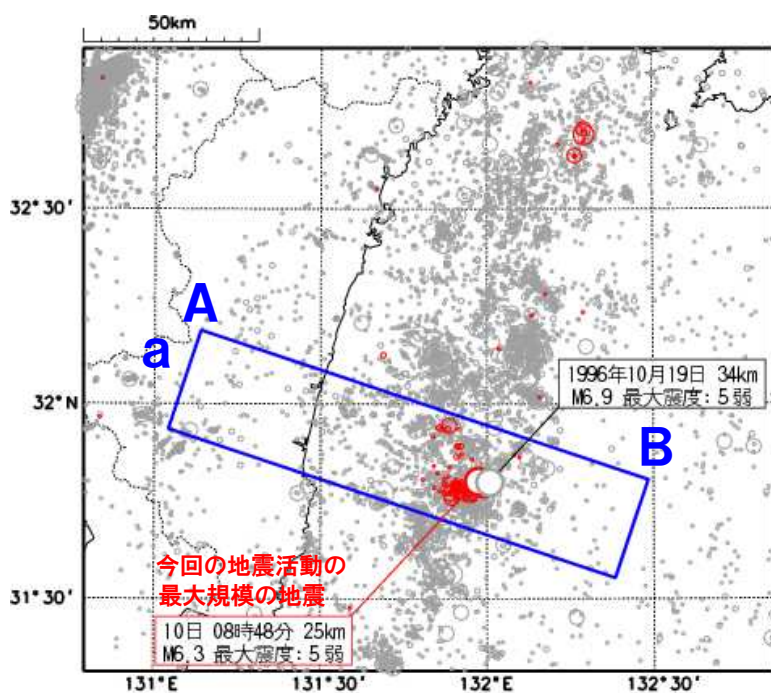 50km
32°30'
A
a
1996年10月19日 34km
M6.9 最大震度:5弱
32°N
B
今回の地震活動の
最大規模の地震
31°30'
10日 08時48分 25km
M6.3 最大震度:5弱
131°E
131°30'
132°E
132°30'